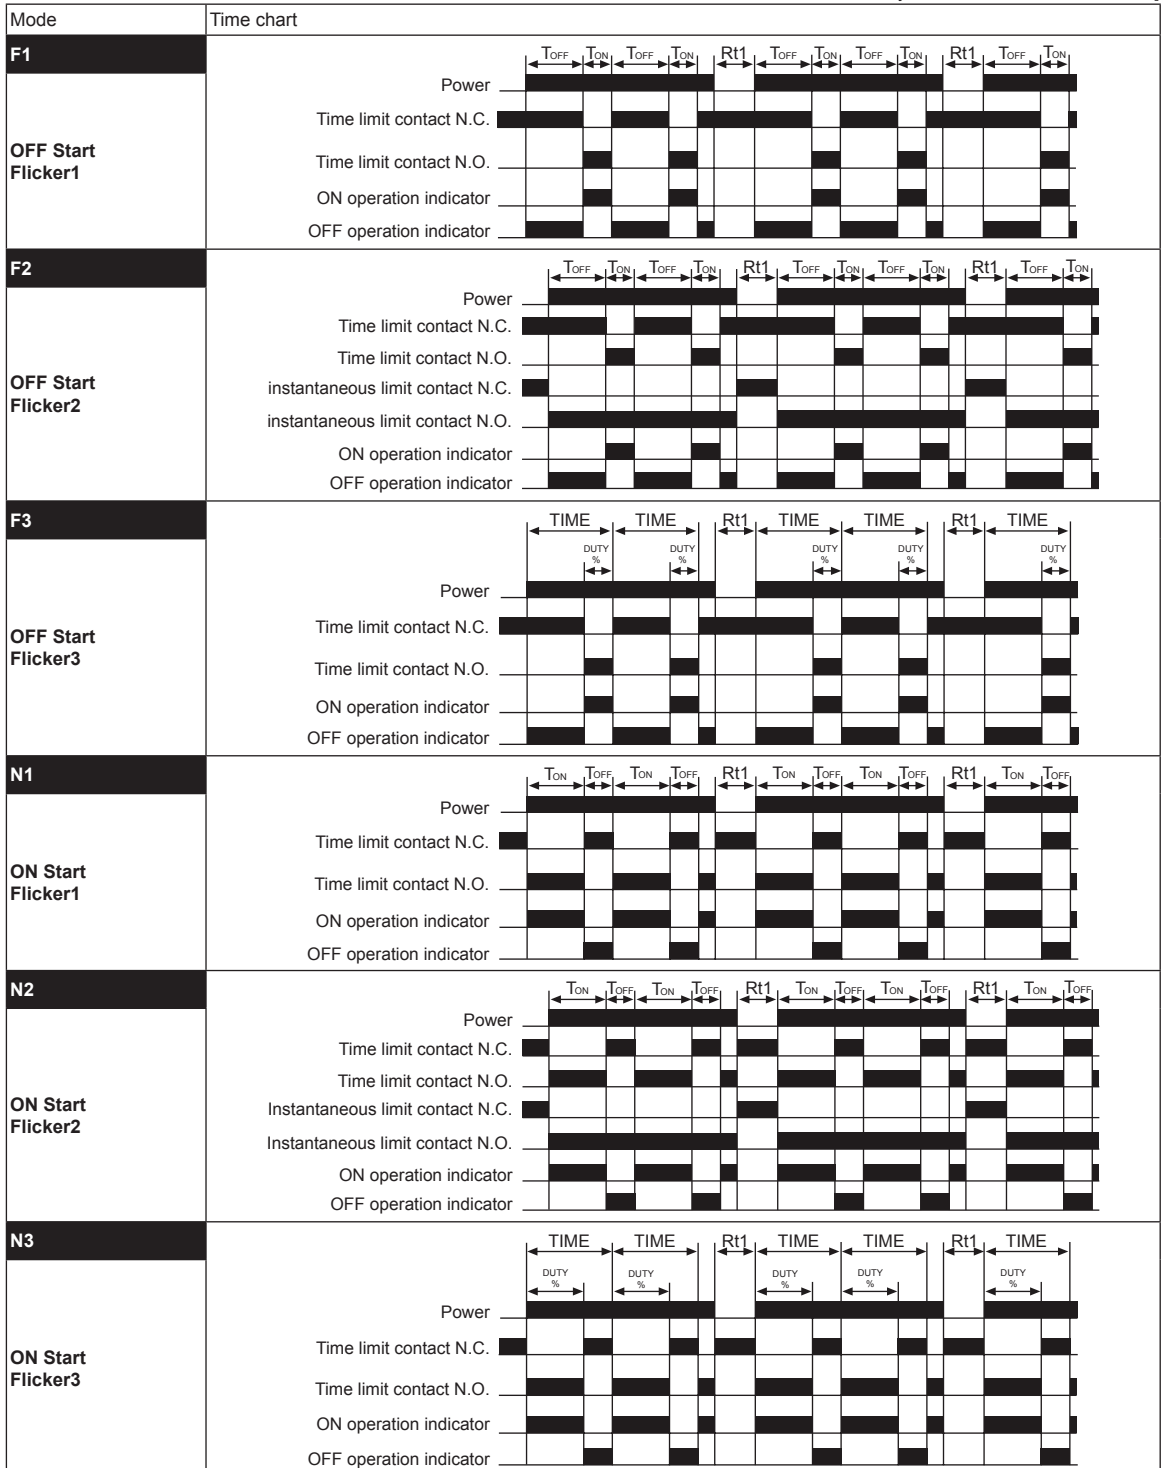 Mode Time chart
F1
TOFF TON TOFF TON Rt1 TOFF TON TOFF TON Rt1 TOFF TON
Power
Time limit contact N.C.
OFF Start
Flicker1
Time limit contact N.O.
ON operation indicator
OFF operation indicator
F2
TOFF TON TOFF TON Rt1 TOFF TON TOFF TON Rt1 TOFF TON
Power
Time limit contact N.C.
Time limit contact N.O.
OFF Start
Flicker2
instantaneous limit contact N.C.
instantaneous limit contact N.O.
ON operation indicator
OFF operation indicator
F3
TIME TIME Rt1 TIME TIME Rt1 TIME
DUTY DUTY DUTY DUTY DUTY
% % % % %
Power
Time limit contact N.C.
OFF Start
Flicker3
Time limit contact N.O.
ON operation indicator
OFF operation indicator
N1
TON TOFF TON TOFF Rt1 TON TOFF TON TOFF Rt1 TON TOFF
Power
Time limit contact N.C.
ON Start
Flicker1
Time limit contact N.O.
ON operation indicator
OFF operation indicator
N2
TON TOFF TON TOFF Rt1 TON TOFF TON TOFF Rt1 TON TOFF
Power
Time limit contact N.C.
Time limit contact N.O.
ON Start
Flicker2
Instantaneous limit contact N.C.
Instantaneous limit contact N.O.
ON operation indicator
OFF operation indicator
N3
TIME TIME Rt1 TIME TIME Rt1 TIME
DUTY DUTY DUTY DUTY DUTY
% % % % %
Power
Time limit contact N.C.
ON Start
Flicker3
Time limit contact N.O.
ON operation indicator
OFF operation indicator